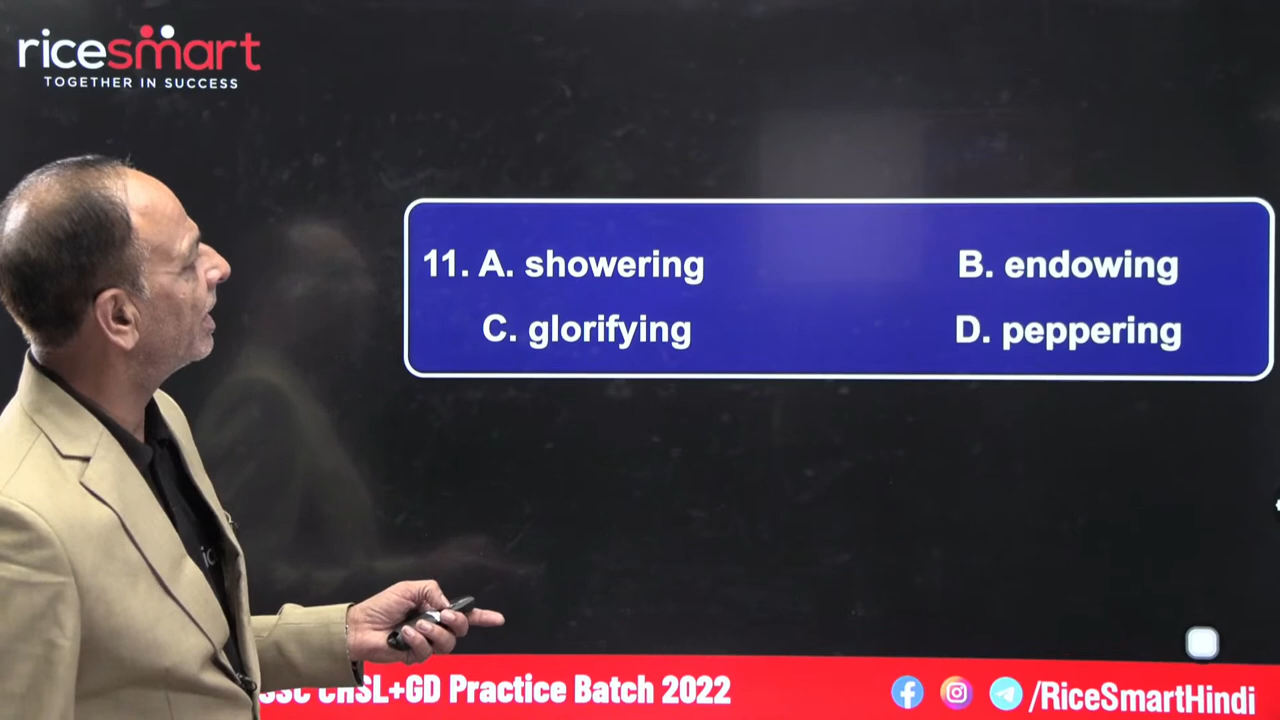 ricesmart
TOGETHER IN SUCCESS
11. A. showering B. endowing
C. glorifying D. peppering
CHSL+GD Practice Batch 2022
/RiceSmartHindi